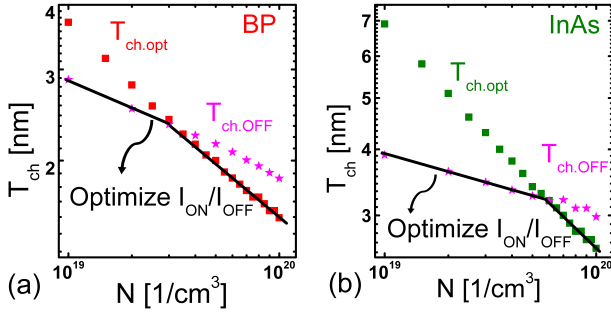 4
3
2
T_ch [nm]
BP
T_ch.opt
T_ch.OFF
Optimize I_ON/I_OFF
10^19
10^20
(a)
N [1/cm^3]
7
6
5
4
3
T_ch [nm]
InAs
T_ch.opt
T_ch.OFF
Optimize I_ON/I_OFF
10^19
10^20
(b)
N [1/cm^3]